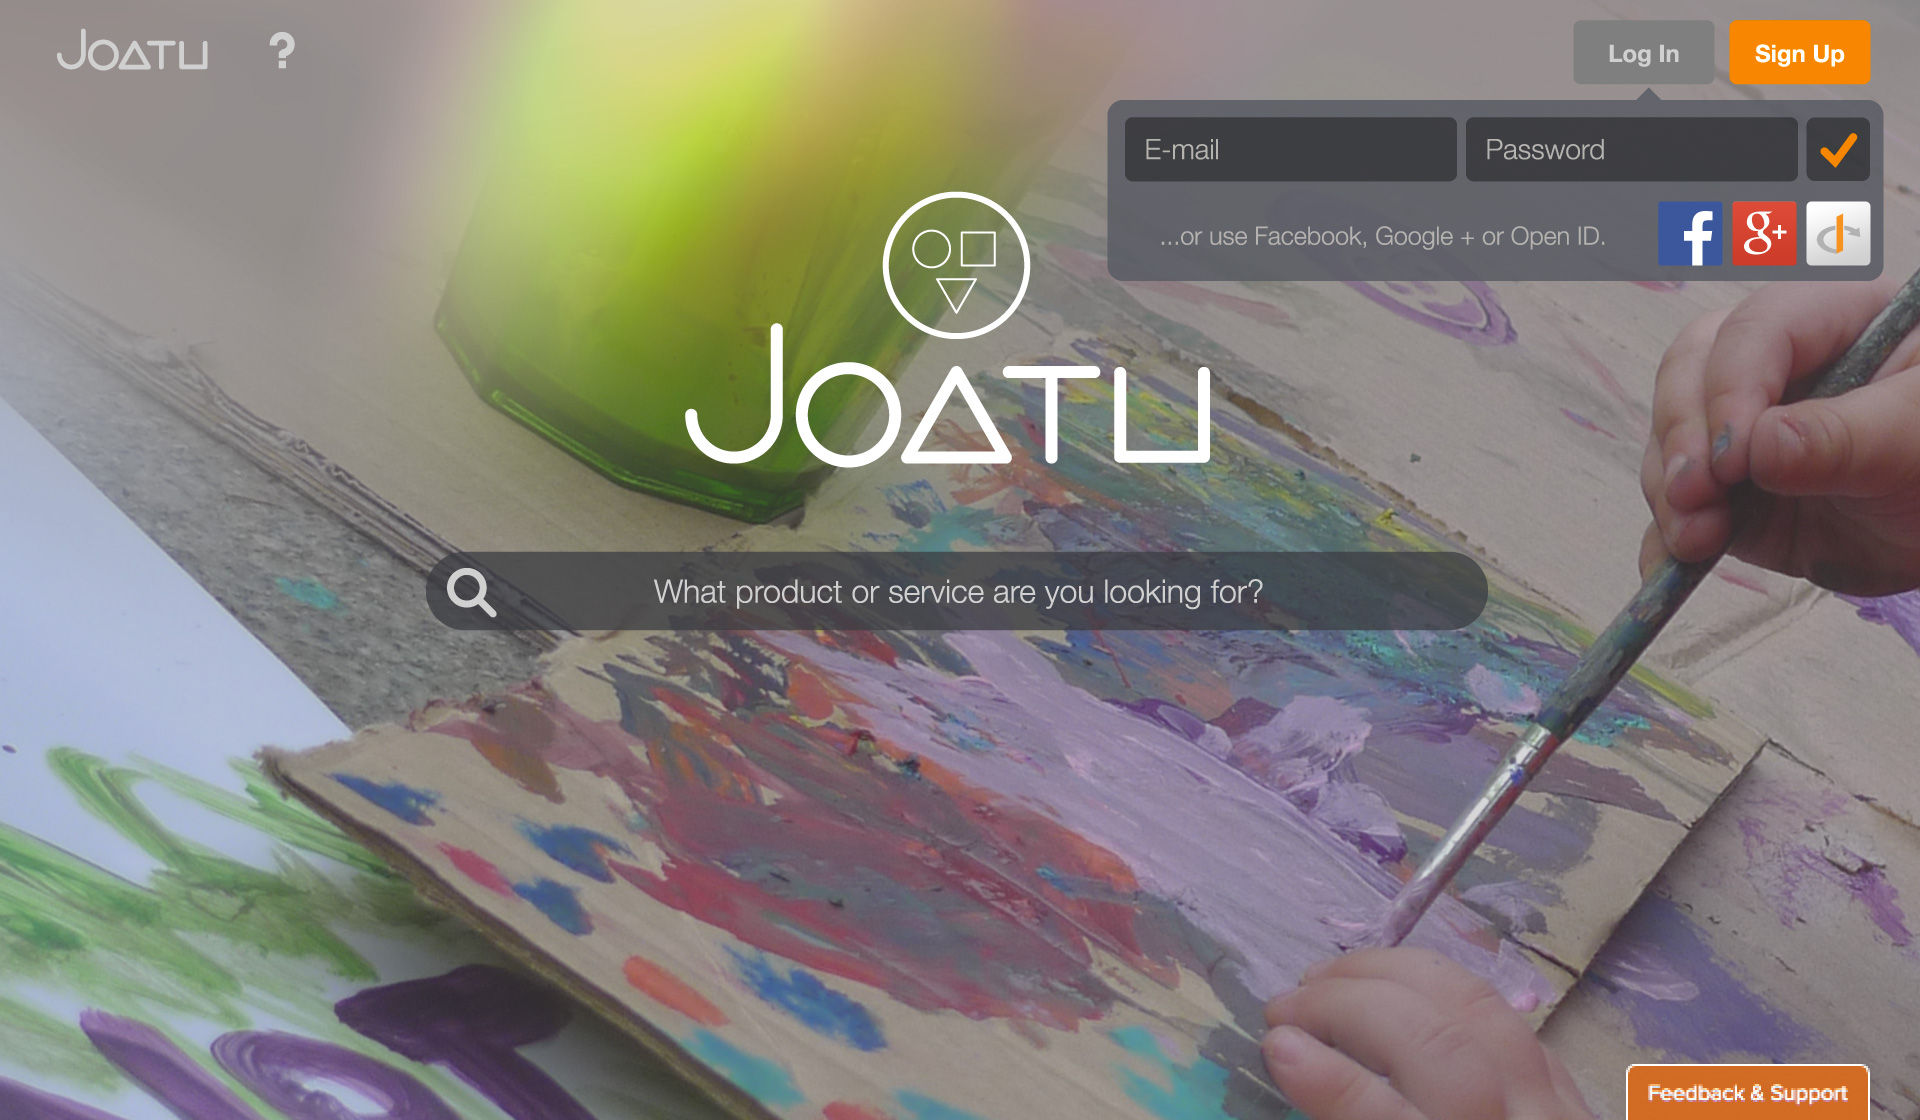 JOATU
?
Log In
Sign Up
E-mail
Password
...or use Facebook, Google + or Open ID.
f
g+
JOATU
What product or service are you looking for?
Feedback & Support